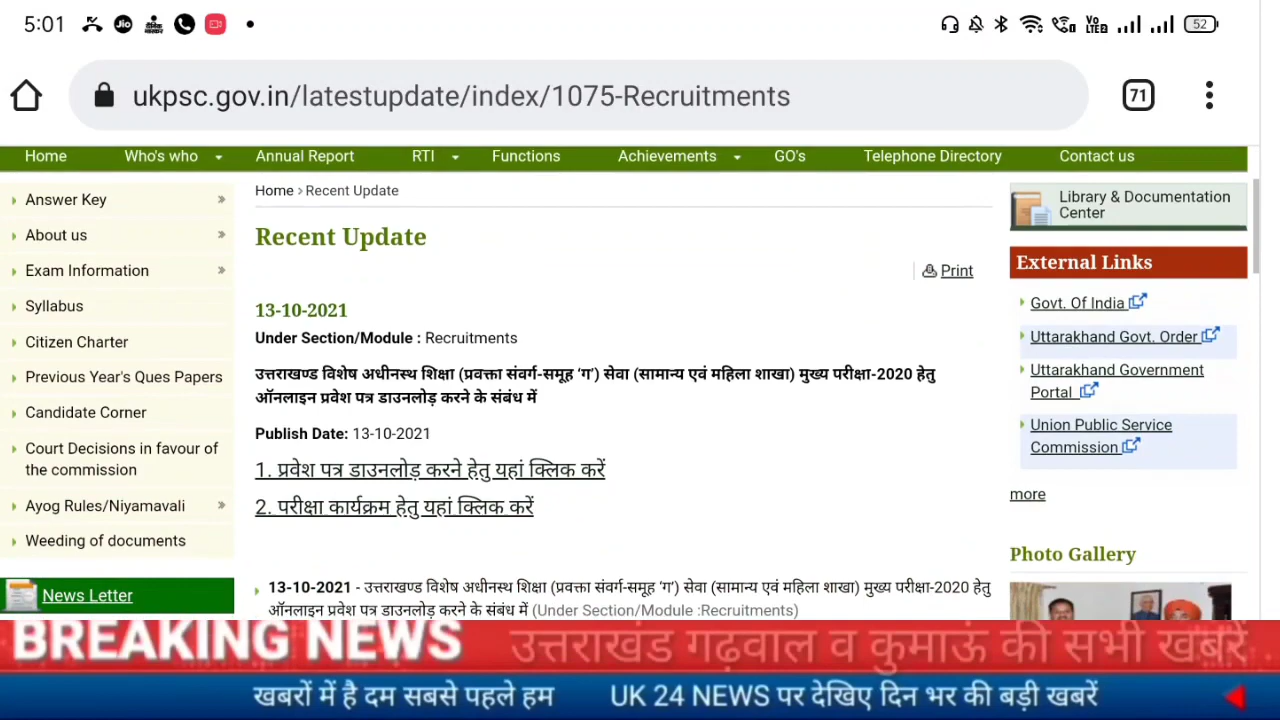 5:01
Jio
VO LTE2
52
ukpsc.gov.in/latestupdate/index/1075-Recruitments
71
Home Who's who Annual Report RTI Functions Achievements GO's Telephone Directory Contact us
Answer Key
About us
Exam Information
Syllabus
Citizen Charter
Previous Year's Ques Papers
Candidate Corner
Court Decisions in favour of
the commission
Ayog Rules/Niyamavali
Weeding of documents
News Letter
Home › Recent Update
Recent Update
Print
13-10-2021
Under Section/Module : Recruitments
उत्तराखण्ड विशेष अधीनस्थ शिक्षा (प्रवक्ता संवर्ग-समूह ‘ग’) सेवा (सामान्य एवं महिला शाखा) मुख्य परीक्षा-2020 हेतु
ऑनलाइन प्रवेश पत्र डाउनलोड़ करने के संबंध में
Publish Date: 13-10-2021
1. प्रवेश पत्र डाउनलोड़ करने हेतु यहां क्लिक करें
2. परीक्षा कार्यक्रम हेतु यहां क्लिक करें
13-10-2021 - उत्तराखण्ड विशेष अधीनस्थ शिक्षा (प्रवक्ता संवर्ग-समूह ‘ग’) सेवा (सामान्य एवं महिला शाखा) मुख्य परीक्षा-2020 हेतु
ऑनलाइन प्रवेश पत्र डाउनलोड़ करने के संबंध में (Under Section/Module :Recruitments)
Library & Documentation
Center
External Links
Govt. Of India
Uttarakhand Govt. Order
Uttarakhand Government
Portal
Union Public Service
Commission
more
Photo Gallery
BREAKING NEWS उत्तराखंड गढ़वाल व कुमाऊं की सभी खबरें
खबरों में है दम सबसे पहले हम UK 24 NEWS पर देखिए दिन भर की बड़ी खबरें